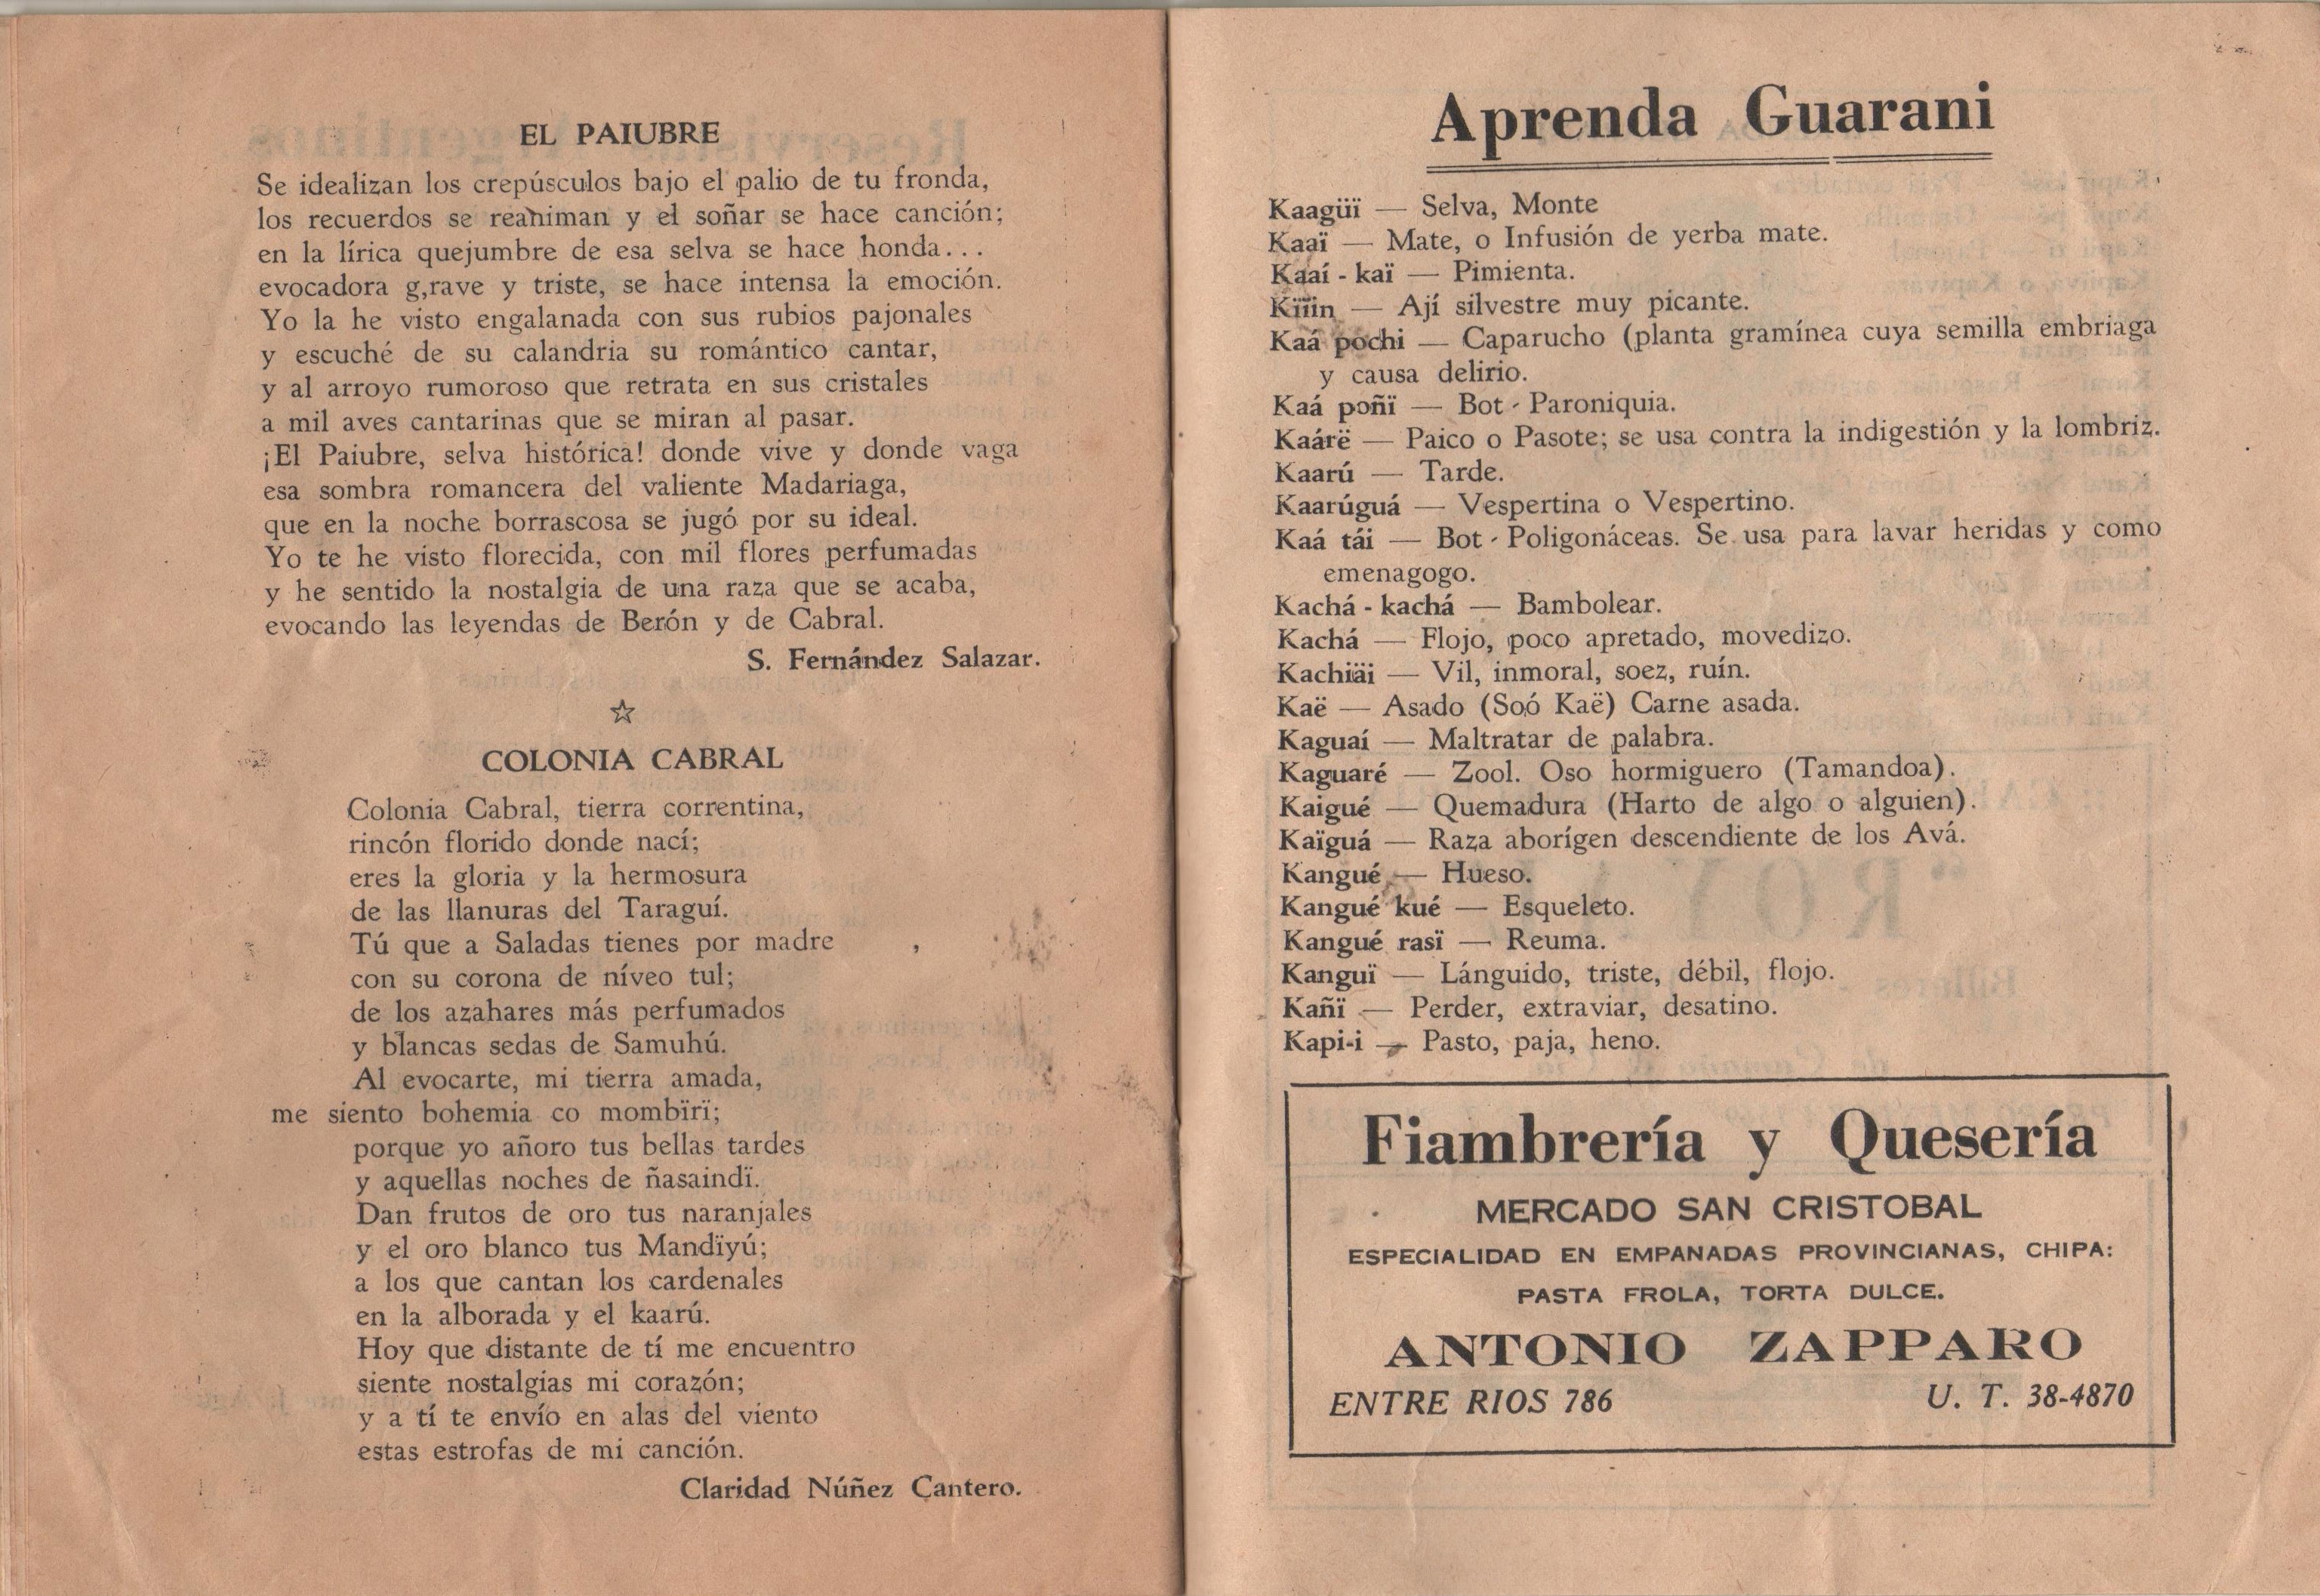 EL PAIUBRE
Se idealizan los crepúsculos bajo el palio de tu fronda,
los recuerdos se reaniman y el soñar se hace canción;
en la lírica quejumbre de esa selva se hace honda...
evocadora g,rave y triste, se hace intensa la emoción.
Yo la he visto engalanada con sus rubios pajonales
y escuché de su calandria su romántico cantar,
y al arroyo rumoroso que retrata en sus cristales
a mil aves cantarinas que se miran al pasar.
¡El Paiubre, selva histórica! donde vive y donde vaga
esa sombra romancera del valiente Madariaga,
que en la noche borrascosa se jugó por su ideal.
Yo te he visto florecida, con mil flores perfumadas
y he sentido la nostalgia de una raza que se acaba,
evocando las leyendas de Berón y de Cabral.
S. Fernández Salazar.
☆
COLONIA CABRAL
Colonia Cabral, tierra correntina,
rincón florido donde nací;
eres la gloria y la hermosura
de las llanuras del Taraguí.
Tú que a Saladas tienes por madre ,
con su corona de níveo tul;
de los azahares más perfumados
y blancas sedas de Samuhú.
Al evocarte, mi tierra amada,
me siento bohemia co mombïrï;
porque yo añoro tus bellas tardes
y aquellas noches de ñasaindï.
Dan frutos de oro tus naranjales
y el oro blanco tus Mandïyú;
a los que cantan los cardenales
en la alborada y el kaarú.
Hoy que distante de tí me encuentro
siente nostalgias mi corazón;
y a tí te envío en alas del viento
estas estrofas de mi canción.
Claridad Núñez Cantero.
Aprenda Guarani
Kaagüï — Selva, Monte
Kaaï — Mate, o Infusión de yerba mate.
Kaaí - kaï — Pimienta.
Kïïïn — Ají silvestre muy picante.
Kaá pochi — Caparucho (planta gramínea cuya semilla embriaga
y causa delirio.
Kaá poñï — Bot - Paroniquia.
Kaárë — Paico o Pasote; se usa contra la indigestión y la lombriz.
Kaarú — Tarde.
Kaarúguá — Vespertina o Vespertino.
Kaá tái — Bot - Poligonáceas. Se usa para lavar heridas y como
emenagogo.
Kachá - kachá — Bambolear.
Kachá — Flojo, poco apretado, movedizo.
Kachiäi — Vil, inmoral, soez, ruín.
Kaë — Asado (Soó Kaë) Carne asada.
Kaguaí — Maltratar de palabra.
Kaguaré — Zool. Oso hormiguero (Tamandoa).
Kaigué — Quemadura (Harto de algo o alguien).
Kaïguá — Raza aborígen descendiente de los Avá.
Kangué — Hueso.
Kangué kué — Esqueleto.
Kangué rasï — Reuma.
Kanguï — Lánguido, triste, débil, flojo.
Kañï — Perder, extraviar, desatino.
Kapi-i — Pasto, paja, heno.
Fiambrería y Quesería
MERCADO SAN CRISTOBAL
ESPECIALIDAD EN EMPANADAS PROVINCIANAS, CHIPA:
PASTA FROLA, TORTA DULCE.
ANTONIO ZAPPARO
ENTRE RIOS 786 U. T. 38-4870